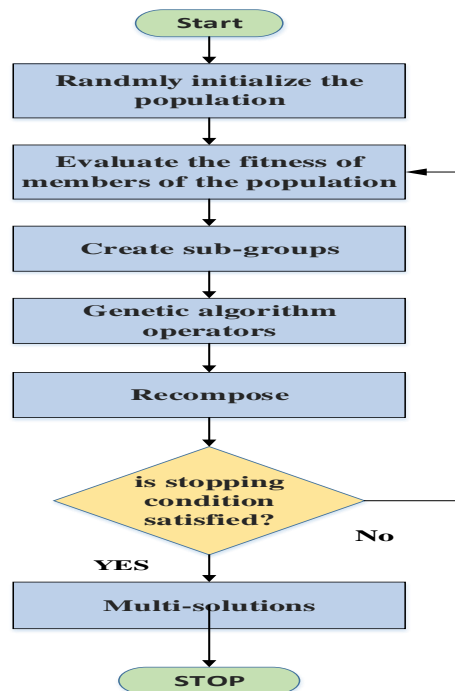 Start
Randmly initialize the
population
Evaluate the fitness of
members of the population
Create sub-groups
Genetic algorithm
operators
Recompose
is stopping
condition
satisfied?
No
YES
Multi-solutions
STOP